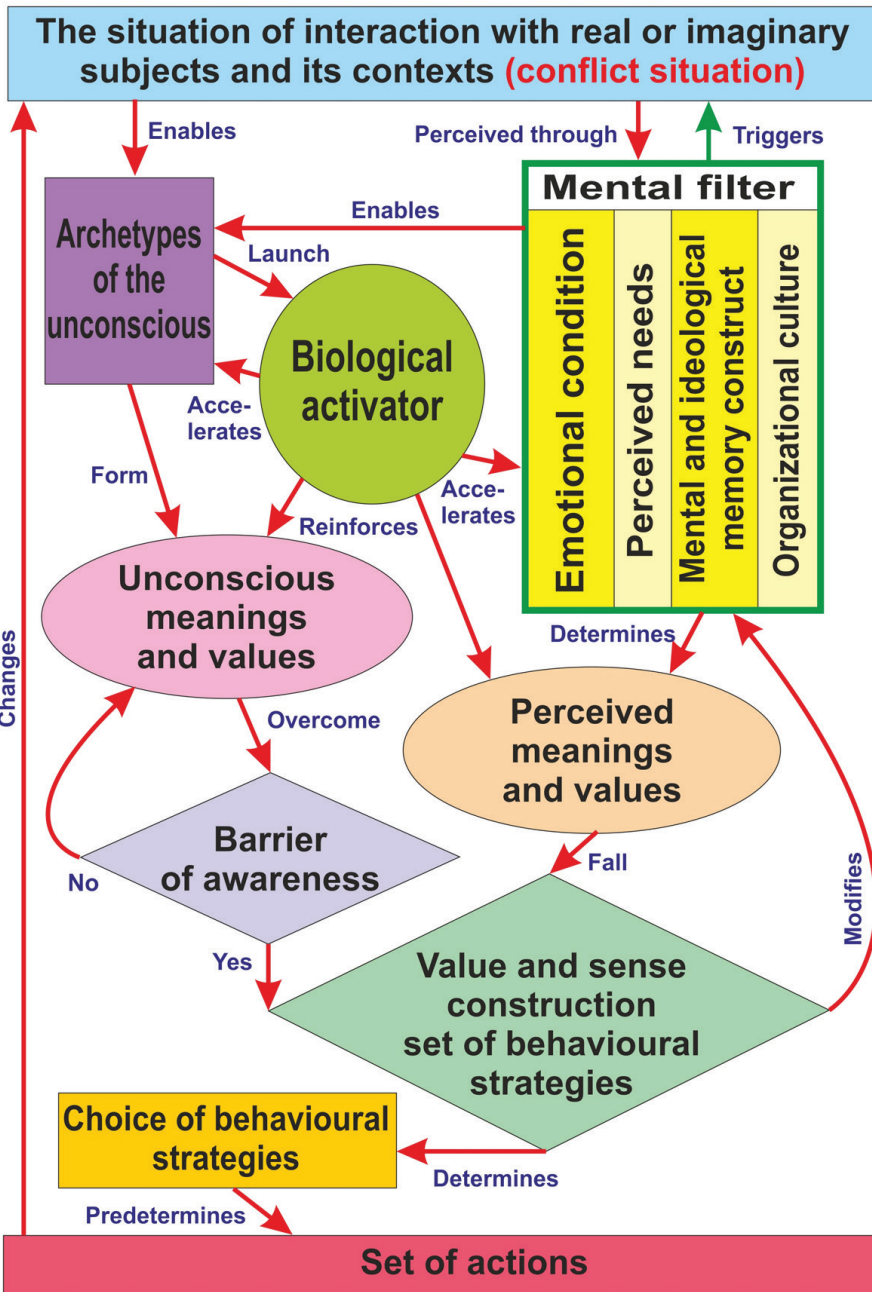 The situation of interaction with real or imaginary
subjects and its contexts (conflict situation)
Enables
Perceived through
Triggers
Mental filter
Enables
Archetypes
of the
unconscious
Launch
Emotional condition
Perceived needs
Mental and ideological
memory construct
Organizational culture
Biological
activator
Acce-
lerates
Form
Reinforces
Acce-
lerates
Unconscious
meanings
and values
Determines
Changes
Overcome
Perceived
meanings
and values
Barrier
of awareness
No
Fall
Modifies
Yes
Value and sense
construction
set of behavioural
strategies
Choice of behavioural
strategies
Determines
Predetermines
Set of actions